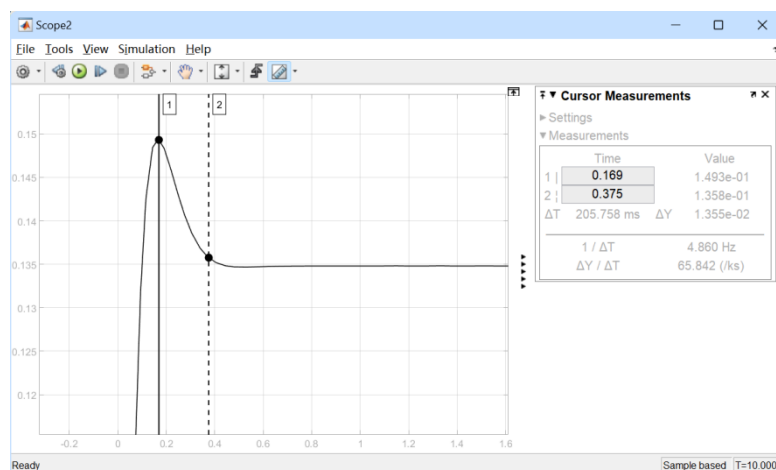 Scope2
File Tools View Simulation Help
1
2
0.15
0.145
0.14
0.135
0.13
0.125
0.12
-0.2 0 0.2 0.4 0.6 0.8 1 1.2 1.4 1.6
Cursor Measurements
Settings
Measurements
Time Value
1 | 0.169 1.493e-01
2 ¦ 0.375 1.358e-01
ΔT 205.758 ms ΔY 1.355e-02
1 / ΔT 4.860 Hz
ΔY / ΔT 65.842 (/ks)
Ready Sample based T=10.000